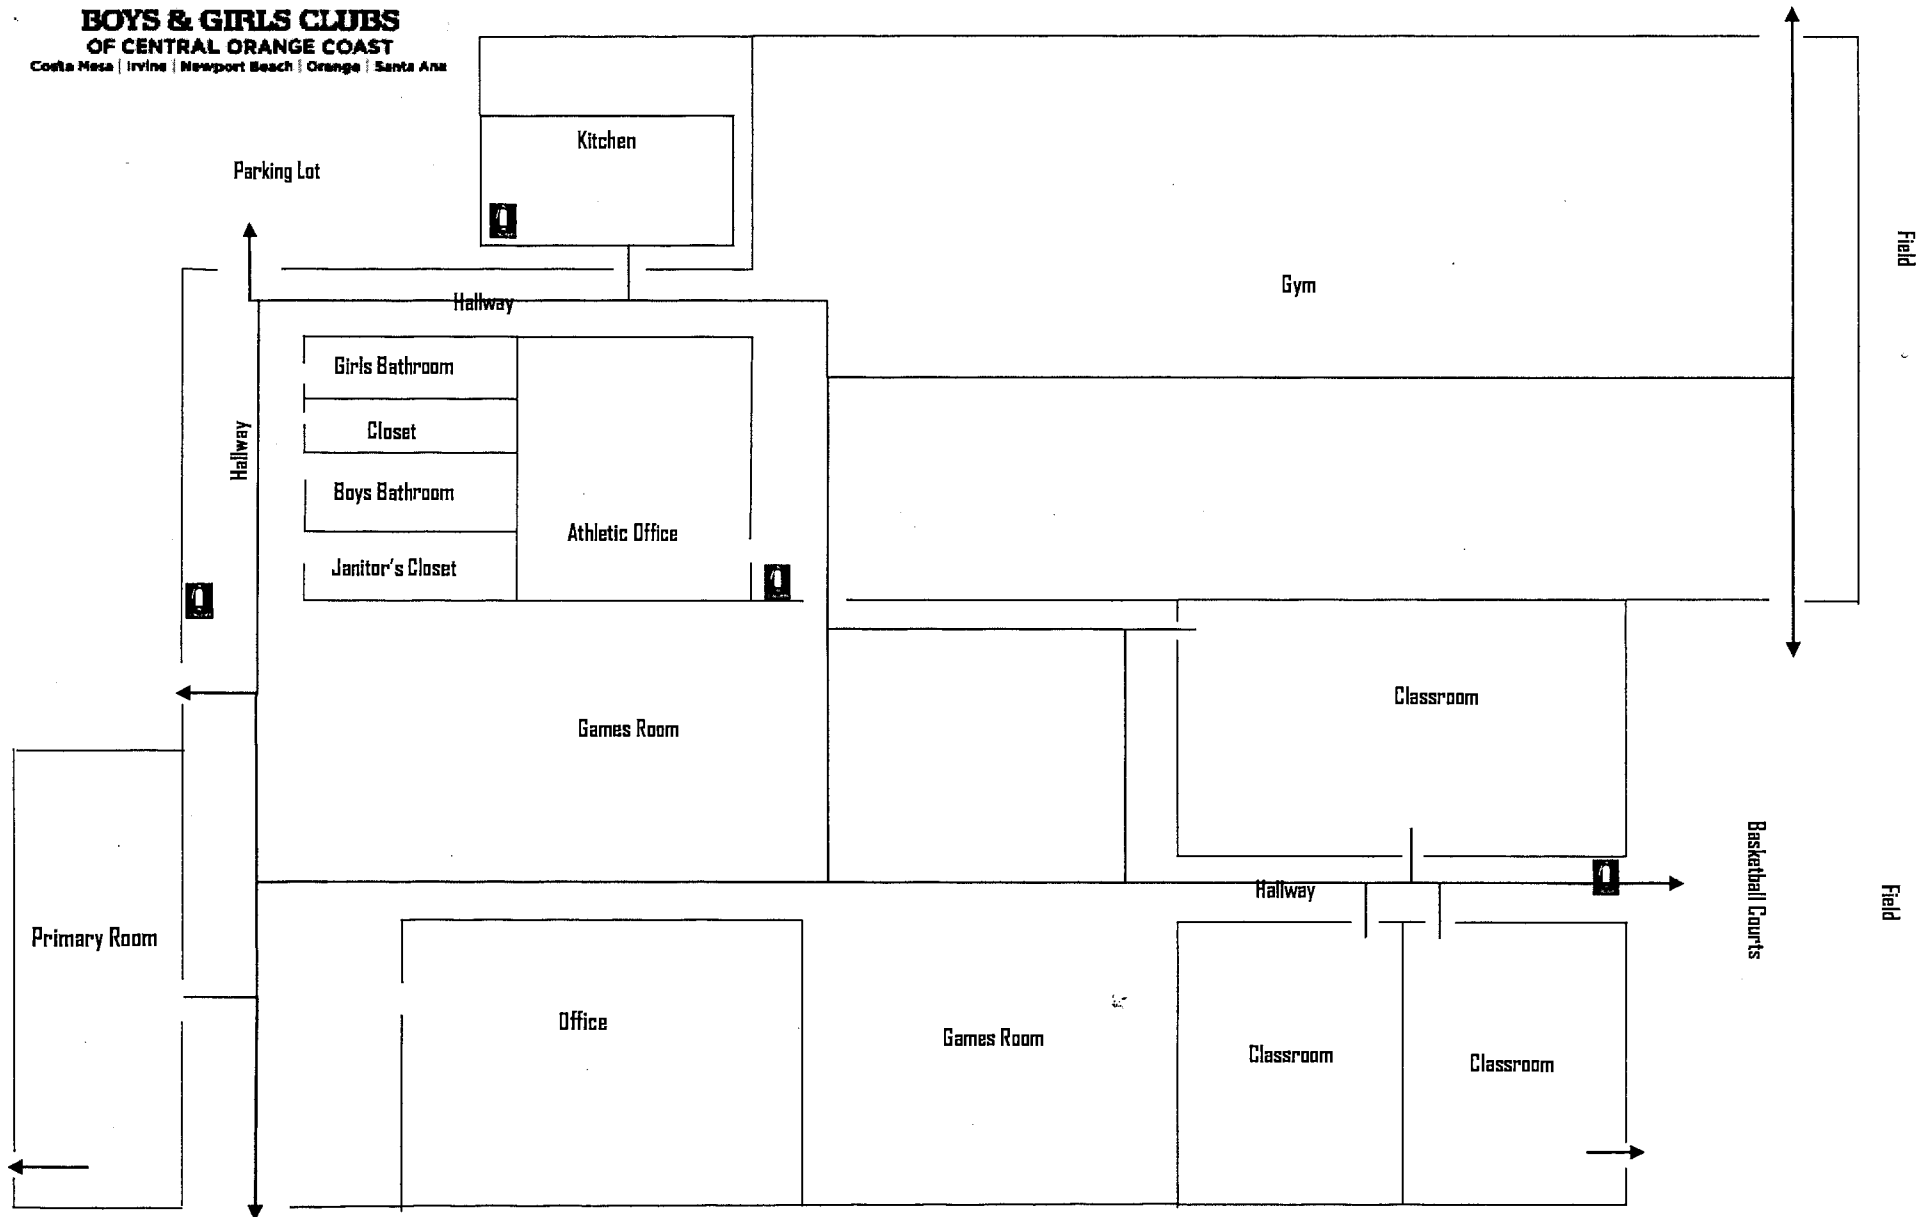 BOYS & GIRLS CLUBS
OF CENTRAL ORANGE COAST
Costa Mesa | Irvine | Newport Beach | Orange | Santa Ana
Kitchen
Parking Lot
Field
Gym
Hallway
Girls Bathroom
Closet
Hallway
Boys Bathroom
Athletic Office
Janitor's Closet
Classroom
Games Room
Basketball Courts
Hallway
Field
Primary Room
Office
Games Room
Classroom
Classroom